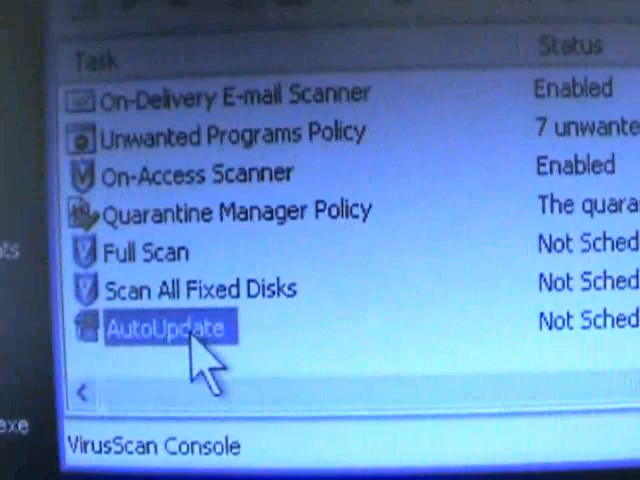 Task Status
On-Delivery E-mail Scanner Enabled
Unwanted Programs Policy 7 unwante
On-Access Scanner Enabled
Quarantine Manager Policy The quara
Full Scan Not Sched
Scan All Fixed Disks Not Sched
AutoUpdate Not Sched
VirusScan Console